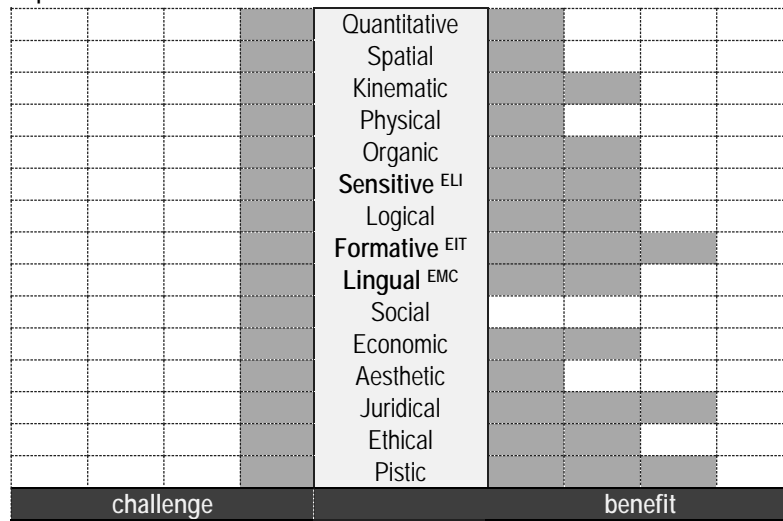 Quantitative
Spatial
Kinematic
Physical
Organic
Sensitive ELI
Logical
Formative EIT
Lingual EMC
Social
Economic
Aesthetic
Juridical
Ethical
Pistic
challenge benefit